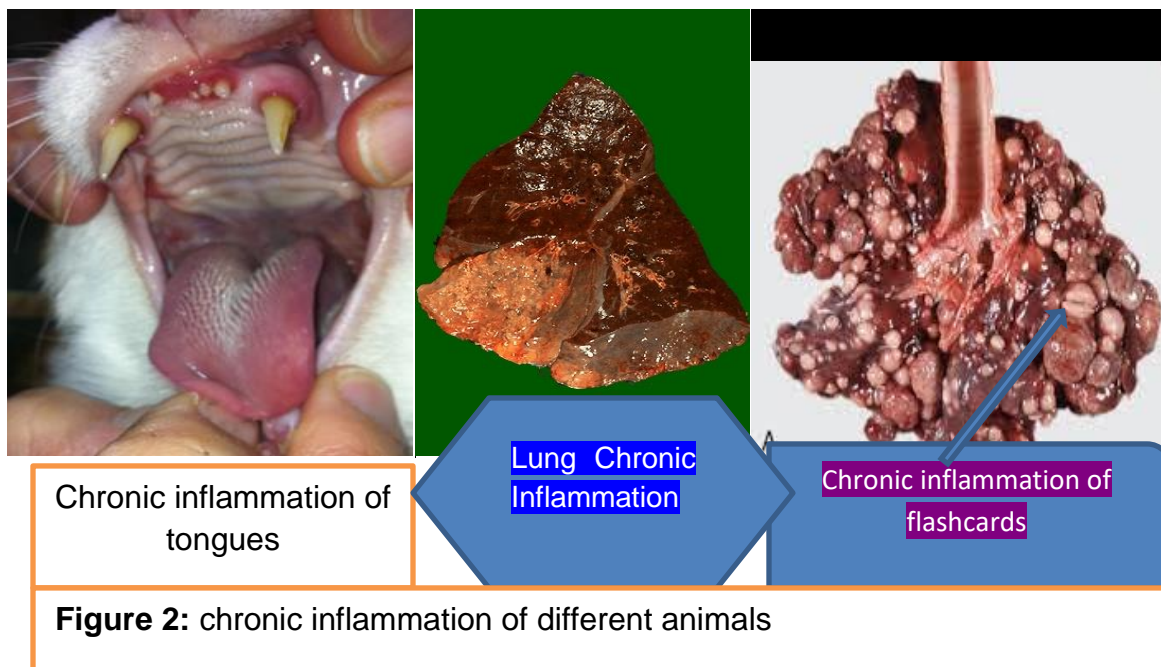 Chronic inflammation of
tongues
Lung Chronic
Inflammation
Chronic inflammation of
flashcards
Figure 2: chronic inflammation of different animals